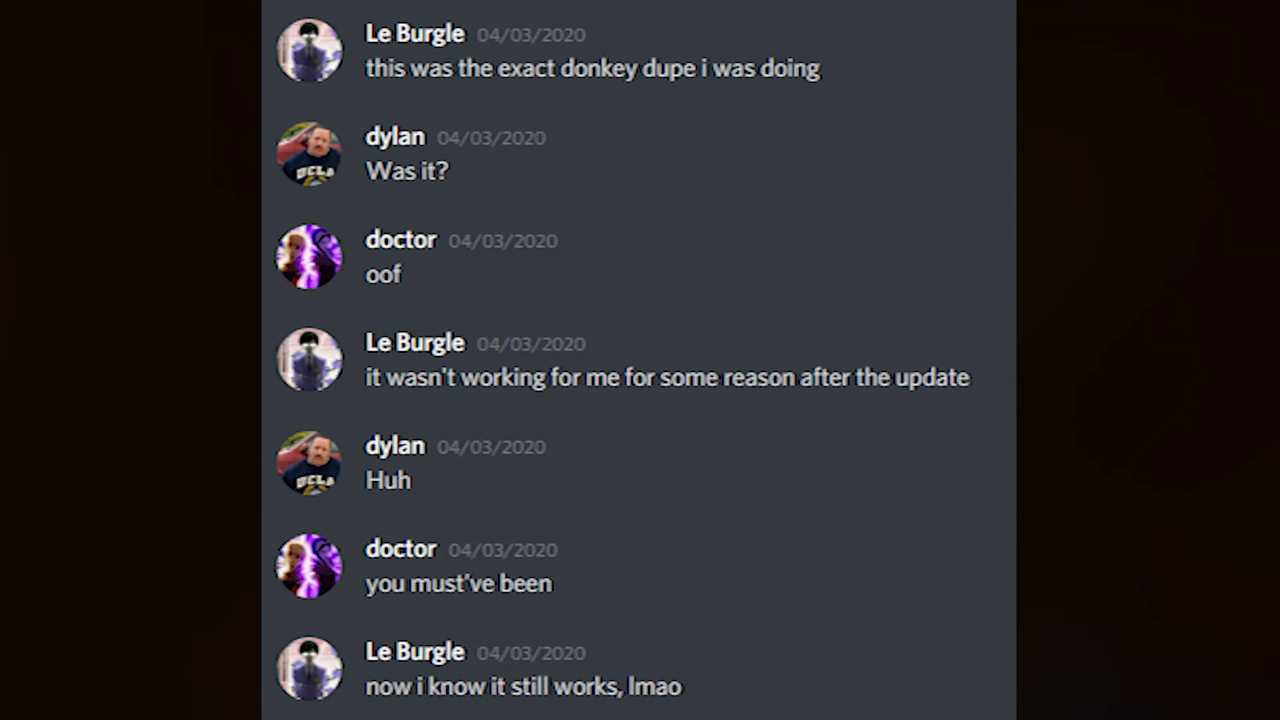 Le Burgle 04/03/2020
this was the exact donkey dupe i was doing
dylan 04/03/2020
UCLA
Was it?
doctor 04/03/2020
oof
Le Burgle 04/03/2020
it wasn't working for me for some reason after the update
dylan 04/03/2020
UCLA
Huh
doctor 04/03/2020
you must've been
Le Burgle 04/03/2020
now i know it still works, lmao